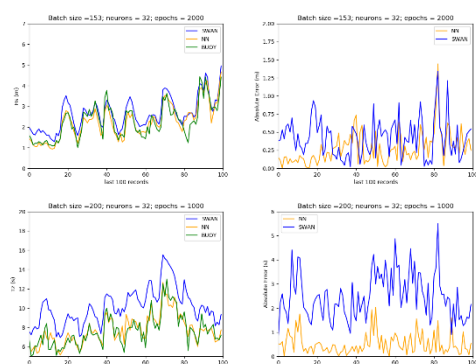 Batch size =153; neurons = 32; epochs = 2000
7
6
5
4
3
2
1
0
Hs (m)
SWAN
NN
BUOY
0 20 40 60 80 100
last 100 records
Batch size =153; neurons = 32; epochs = 2000
2.00
1.75
1.50
1.25
1.00
0.75
0.50
0.25
0.00
Absolute Error (m)
NN
SWAN
0 20 40 60 80 100
last 100 records
Batch size =200; neurons = 32; epochs = 1000
20
18
16
14
12
10
8
6
SWAN
NN
BUOY
0 20 40 60 80 100
Batch size =200; neurons = 32; epochs = 1000
6
5
4
3
2
1
0
Absolute Error (s)
NN
SWAN
0 20 40 60 80 100